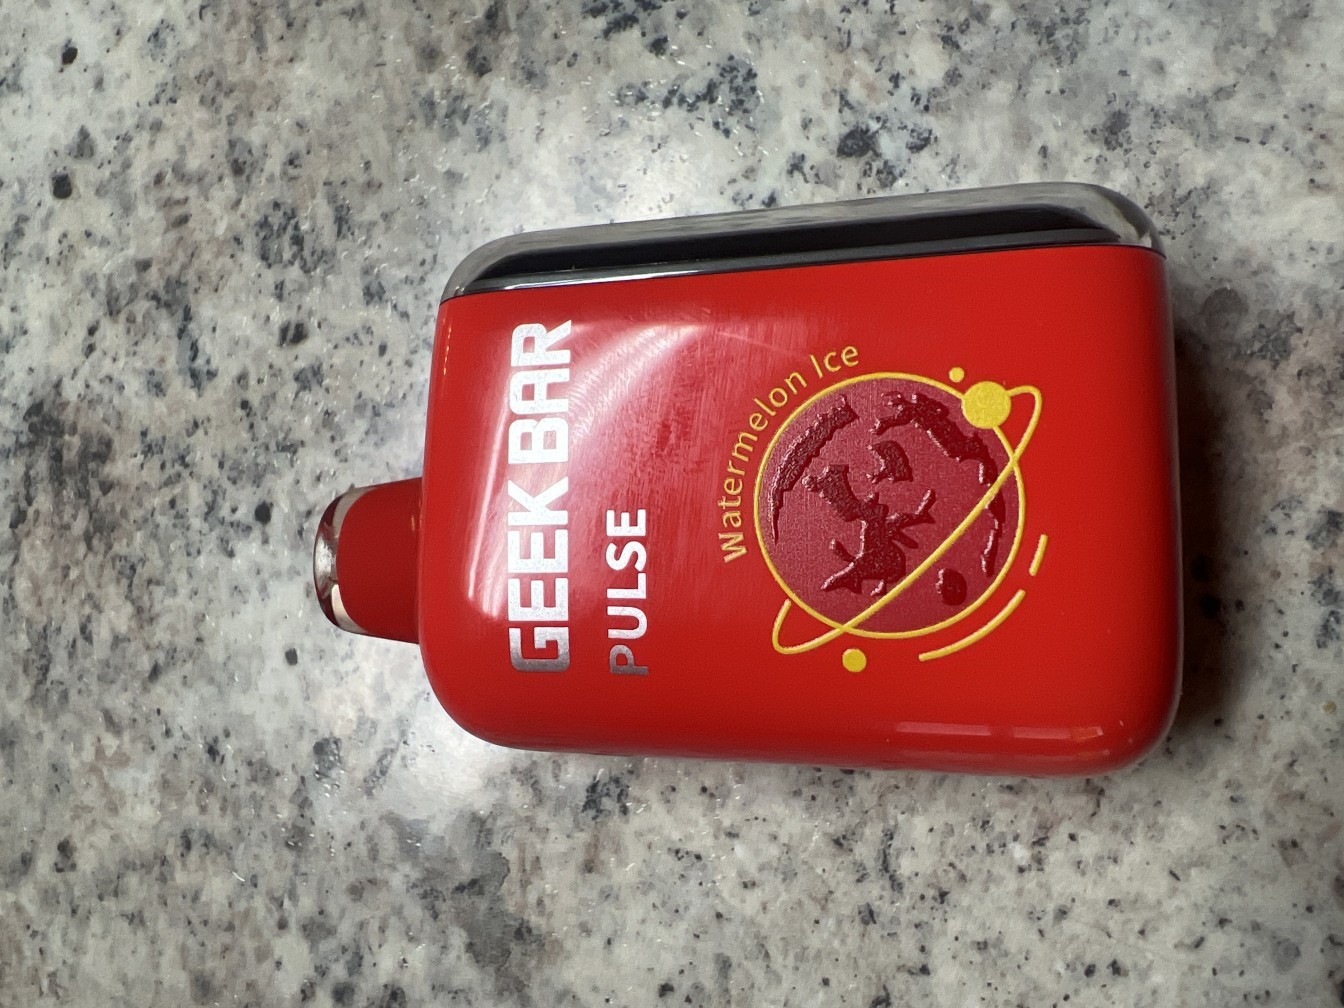 GEEK BAR
PULSE
Watermelon Ice